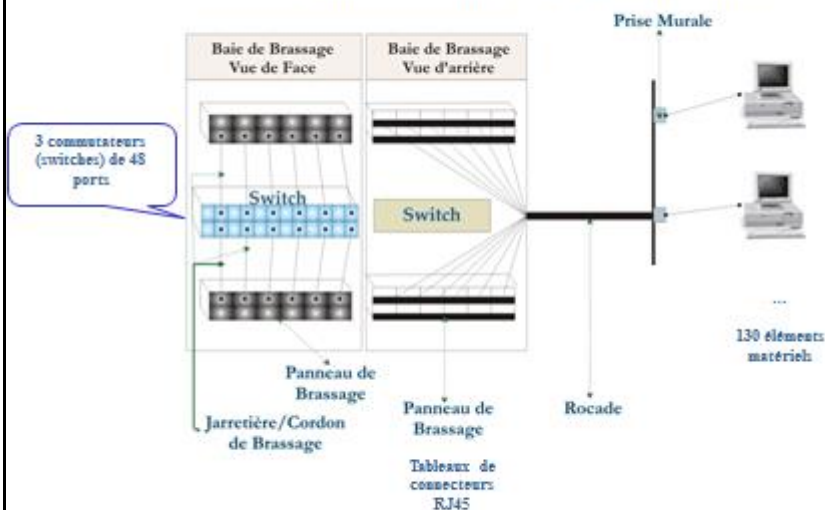 Prise Murale
Baie de Brassage
Vue de Face
Baie de Brassage
Vue d'arrière
3 commutateurs
(switches) de 48
ports
Switch
Switch
...
130 éléments
matériels
Panneau de
Brassage
Jarretière/Cordon
de Brassage
Panneau de
Brassage
Rocade
Tableaux de
connecteurs
RJ45